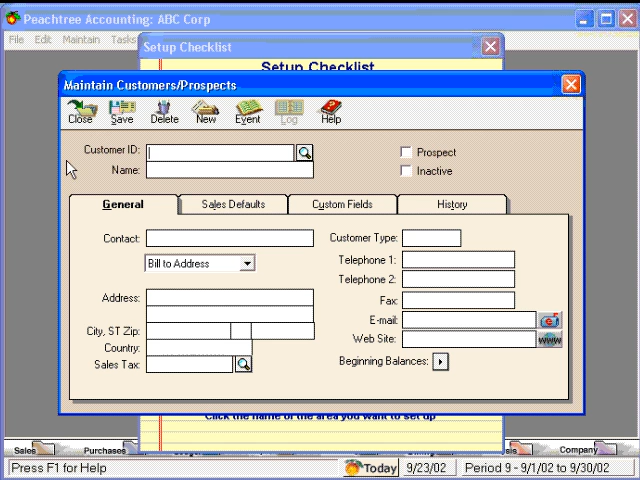 Peachtree Accounting: ABC Corp
File Edit Maintain Tasks
Setup Checklist
Setup Checklist
Maintain Customers/Prospects
Close Save Delete New Event Log Help
Customer ID:
Prospect
Name:
Inactive
General Sales Defaults Custom Fields History
Contact:
Customer Type:
Bill to Address
Telephone 1:
Telephone 2:
Address:
Fax:
E-mail:
City, ST Zip:
Web Site:
www
Country:
Sales Tax:
Beginning Balances:
Click the name of the area you want to set up
Sales Purchases Company
Press F1 for Help
Today 9/23/02 Period 9 - 9/1/02 to 9/30/02